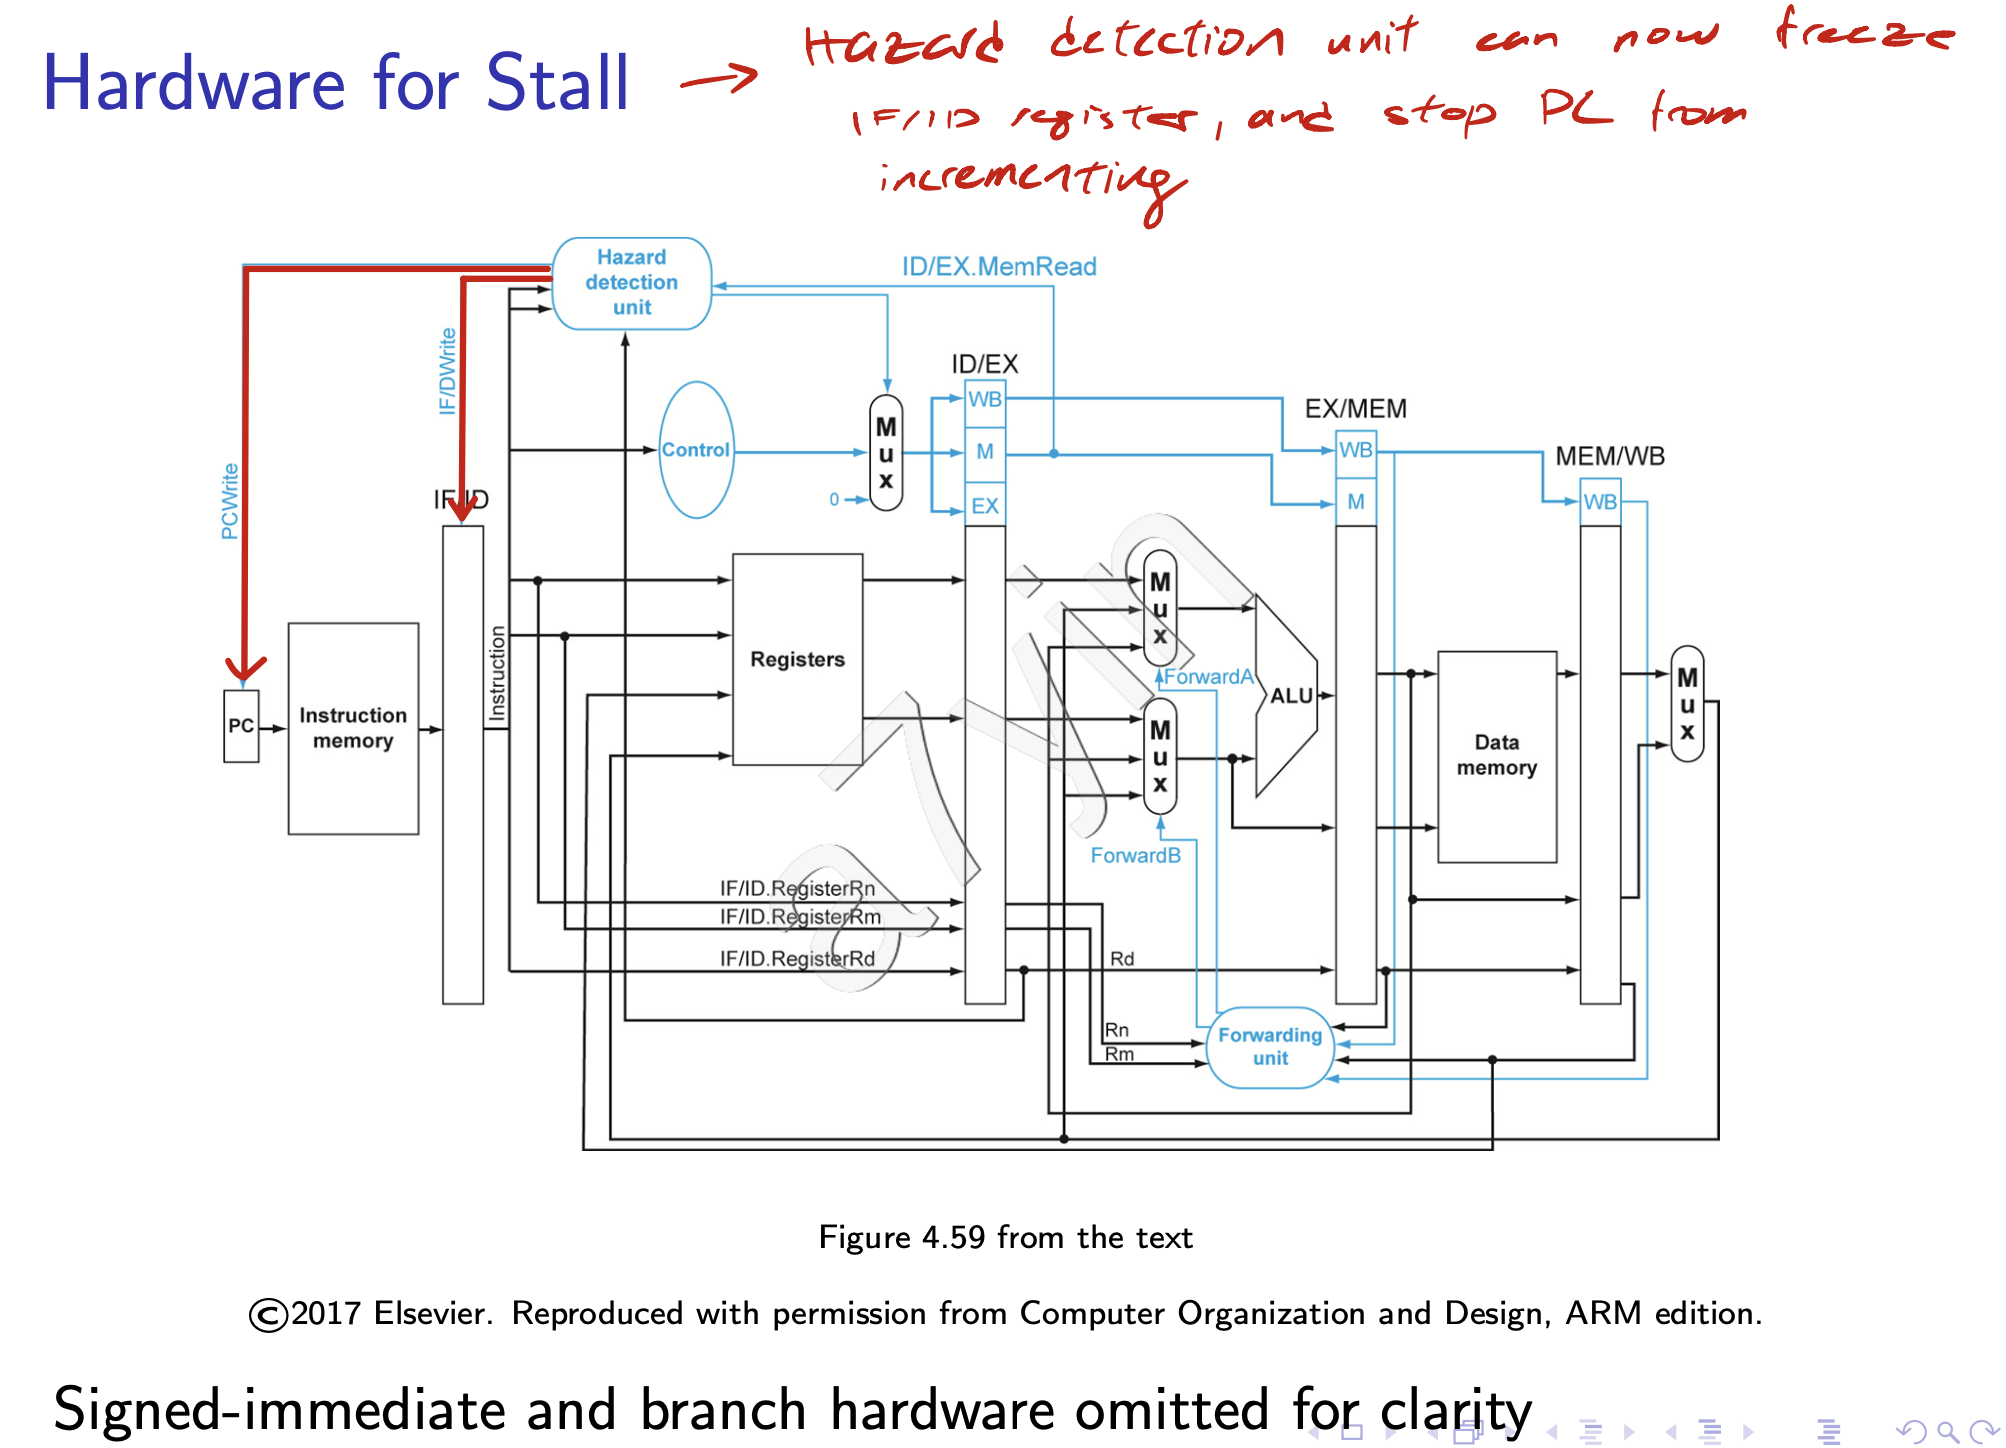 Hardware for Stall
Hazard detection unit can now freeze
IF/ID register, and stop PC from
incrementing
Hazard
detection
unit
ID/EX.MemRead
IF/DWrite
PCWrite
ID/EX
WB
M
EX
Control
M
u
x
0
EX/MEM
WB
M
MEM/WB
WB
IF/ID
PC
Instruction
memory
Instruction
Registers
M
u
x
ForwardA
M
u
x
ForwardB
ALU
Data
memory
M
u
x
IF/ID.RegisterRn
IF/ID.RegisterRm
IF/ID.RegisterRd
Rd
Rn
Rm
Forwarding
unit
a7yin
Figure 4.59 from the text
©2017 Elsevier. Reproduced with permission from Computer Organization and Design, ARM edition.
Signed-immediate and branch hardware omitted for clarity